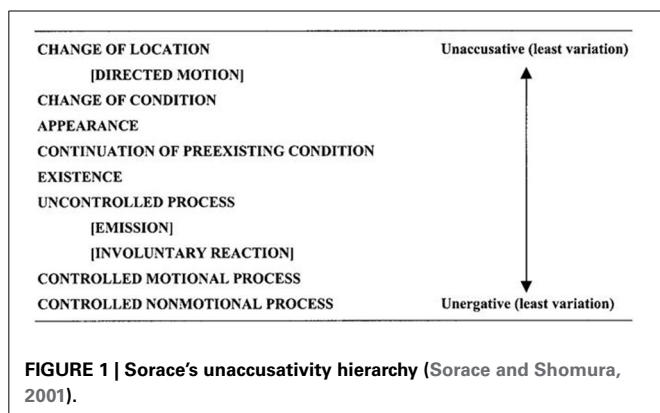 CHANGE OF LOCATION Unaccusative (least variation)
[DIRECTED MOTION]
CHANGE OF CONDITION
APPEARANCE
CONTINUATION OF PREEXISTING CONDITION
EXISTENCE
UNCONTROLLED PROCESS
[EMISSION]
[INVOLUNTARY REACTION]
CONTROLLED MOTIONAL PROCESS
CONTROLLED NONMOTIONAL PROCESS Unergative (least variation)
FIGURE 1 | Sorace's unaccusativity hierarchy (Sorace and Shomura,
2001).